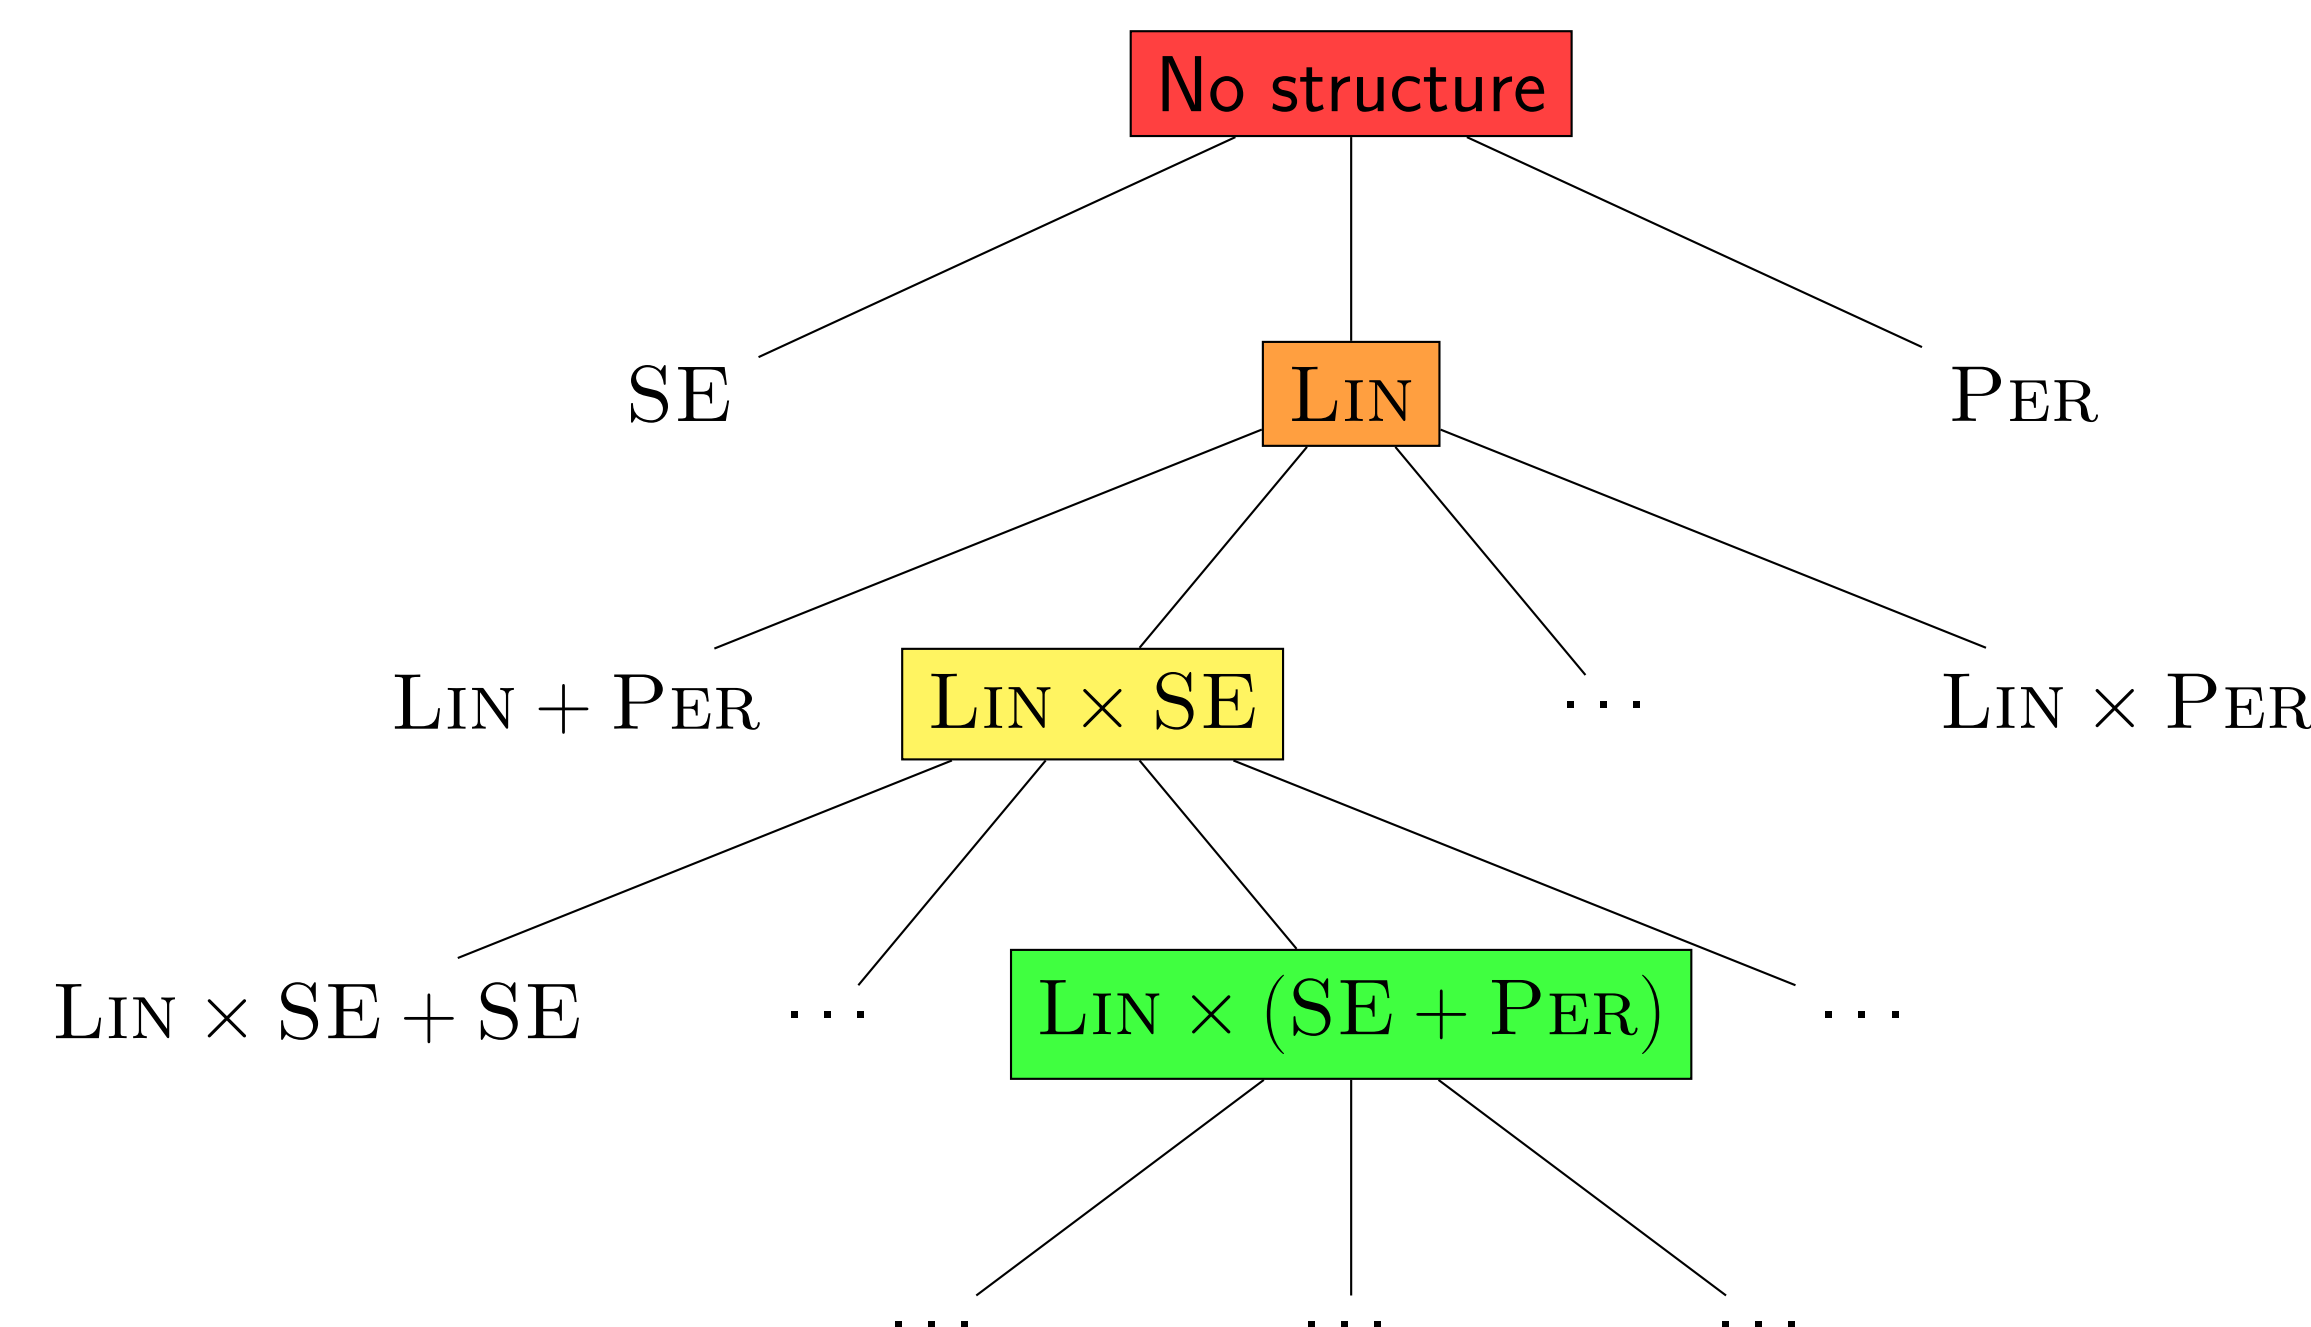 No structure
SE Lin Per
Lin + Per Lin × SE ... Lin × Per
Lin × SE + SE ... Lin × (SE + Per) ...
... ... ...